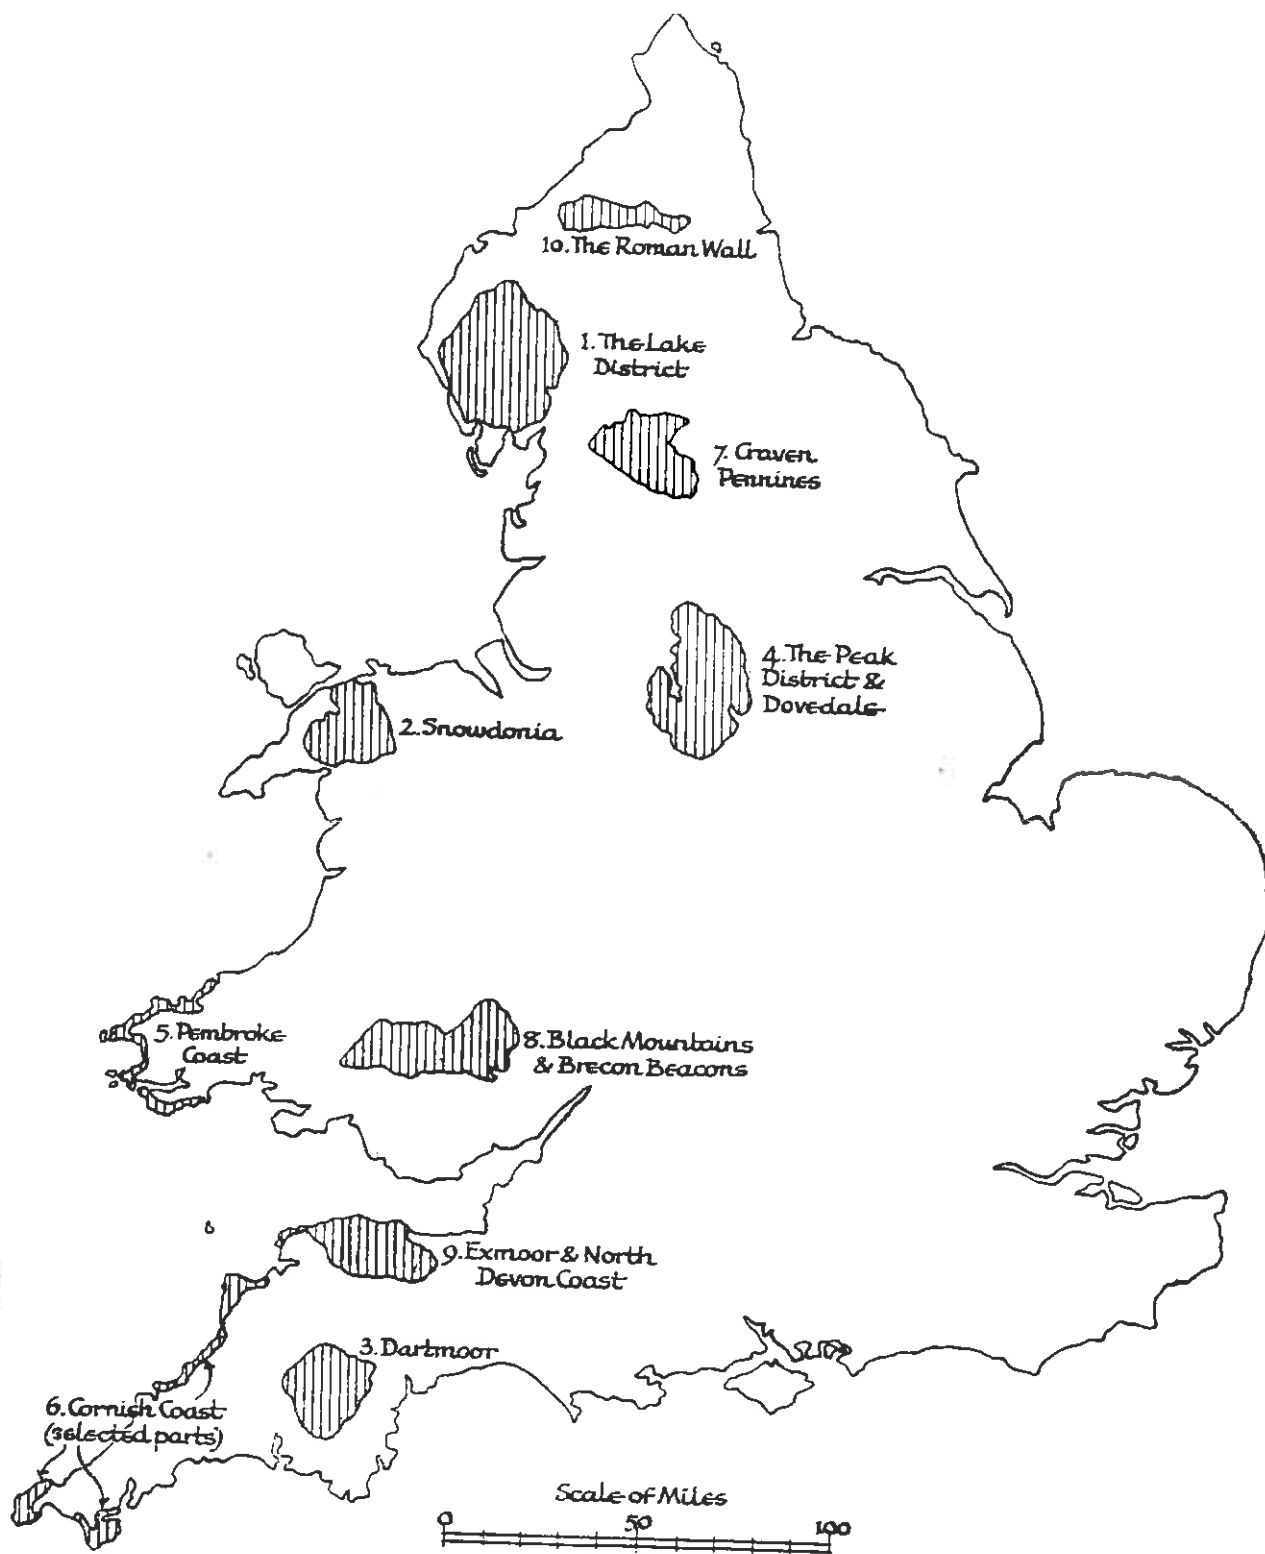 10. The Roman Wall
1. The Lake
District
7. Craven
Pennines
4. The Peak
District &
Dovedale
2. Snowdonia
5. Pembroke
Coast
8. Black Mountains
& Brecon Beacons
9. Exmoor & North
Devon Coast
3. Dartmoor
6. Cornish Coast
(selected parts)
Scale of Miles
0 50 100